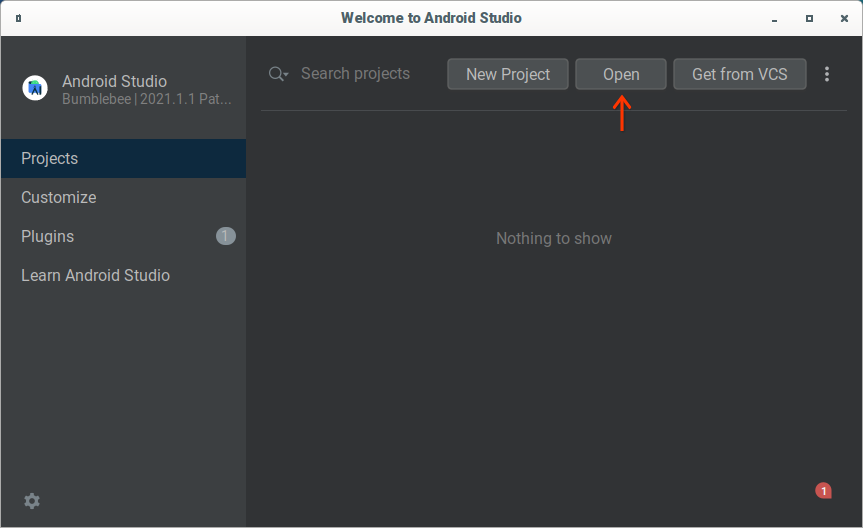 Welcome to Android Studio
Android Studio
Bumblebee | 2021.1.1 Pat...
Search projects
New Project
Open
Get from VCS
Projects
Customize
Plugins
1
Learn Android Studio
Nothing to show
1